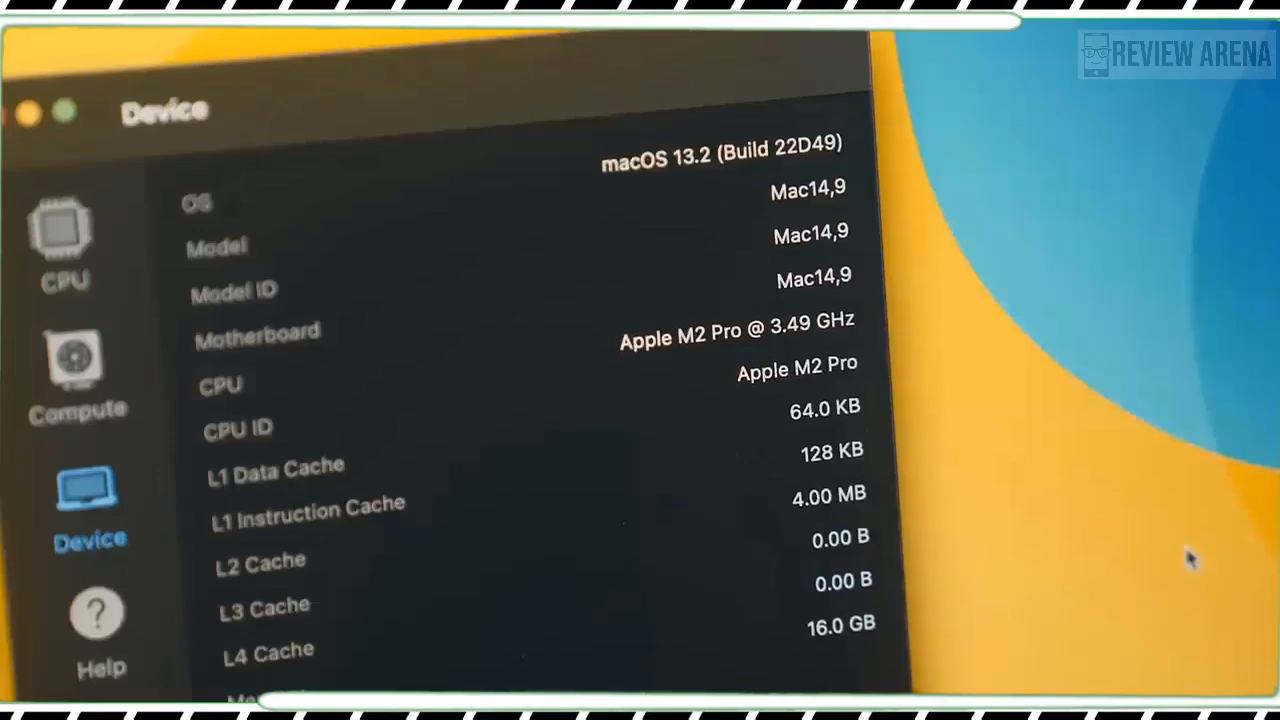 REVIEW ARENA
Device
OS macOS 13.2 (Build 22D49)
Model Mac14,9
Model ID Mac14,9
Motherboard Mac14,9
CPU Apple M2 Pro @ 3.49 GHz
CPU ID Apple M2 Pro
L1 Data Cache 64.0 KB
L1 Instruction Cache 128 KB
L2 Cache 4.00 MB
L3 Cache 0.00 B
L4 Cache 0.00 B
16.0 GB
CPU
Compute
Device
Help